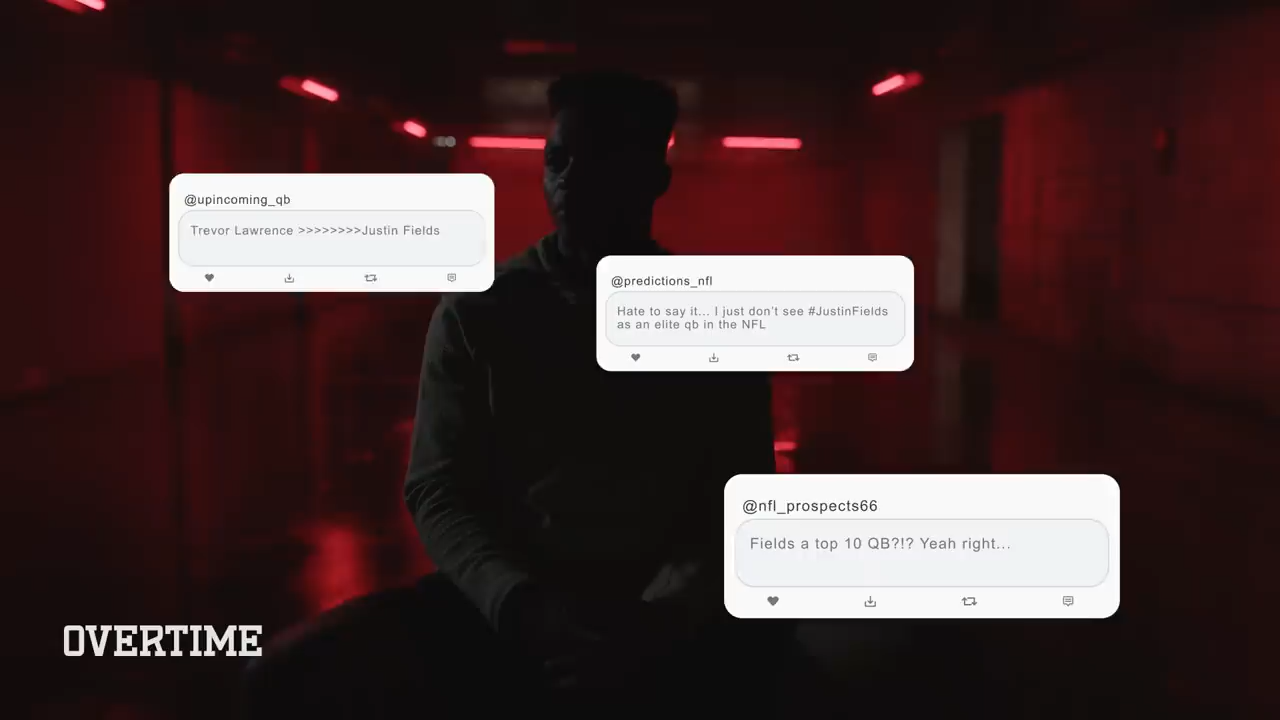 @upincoming_qb
Trevor Lawrence >>>>>>>>Justin Fields
@predictions_nfl
Hate to say it... I just don't see #JustinFields
as an elite qb in the NFL
@nfl_prospects66
Fields a top 10 QB?!? Yeah right...
OVERTIME